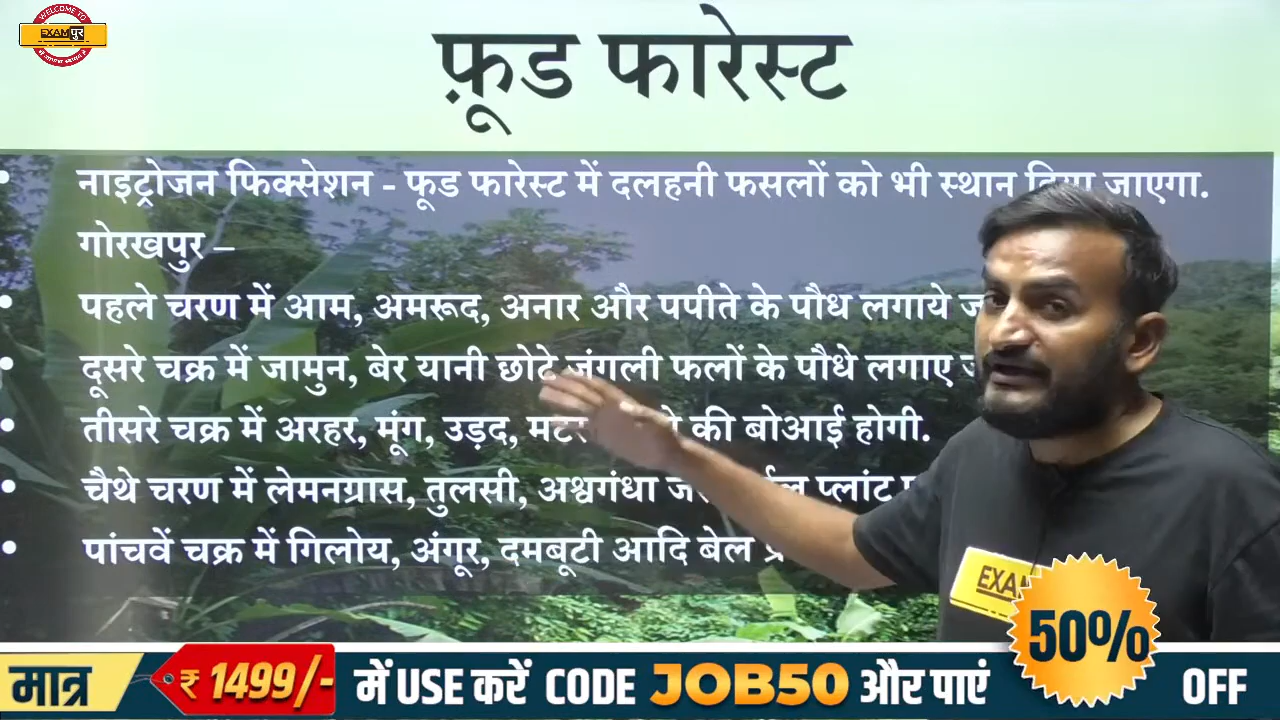 WELCOME TO
EXAMपुर
फ़ूड फारेस्ट
नाइट्रोजन फिक्सेशन - फूड फारेस्ट में दलहनी फसलों को भी स्थान दिया जाएगा.
गोरखपुर –
पहले चरण में आम, अमरूद, अनार और पपीते के पौध लगाये
दूसरे चक्र में जामुन, बेर यानी छोटे जंगली फलों के पौधे लगाए
तीसरे चक्र में अरहर, मूंग, उड़द, मटर की बोआई होगी.
चैथे चरण में लेमनग्रास, तुलसी, अश्वगंधा प्लांट
पांचवें चक्र में गिलोय, अंगूर, दमबूटी आदि बेल
EXAM
50%
मात्र ₹ 1499/- में USE करें CODE JOB50 और पाएं OFF